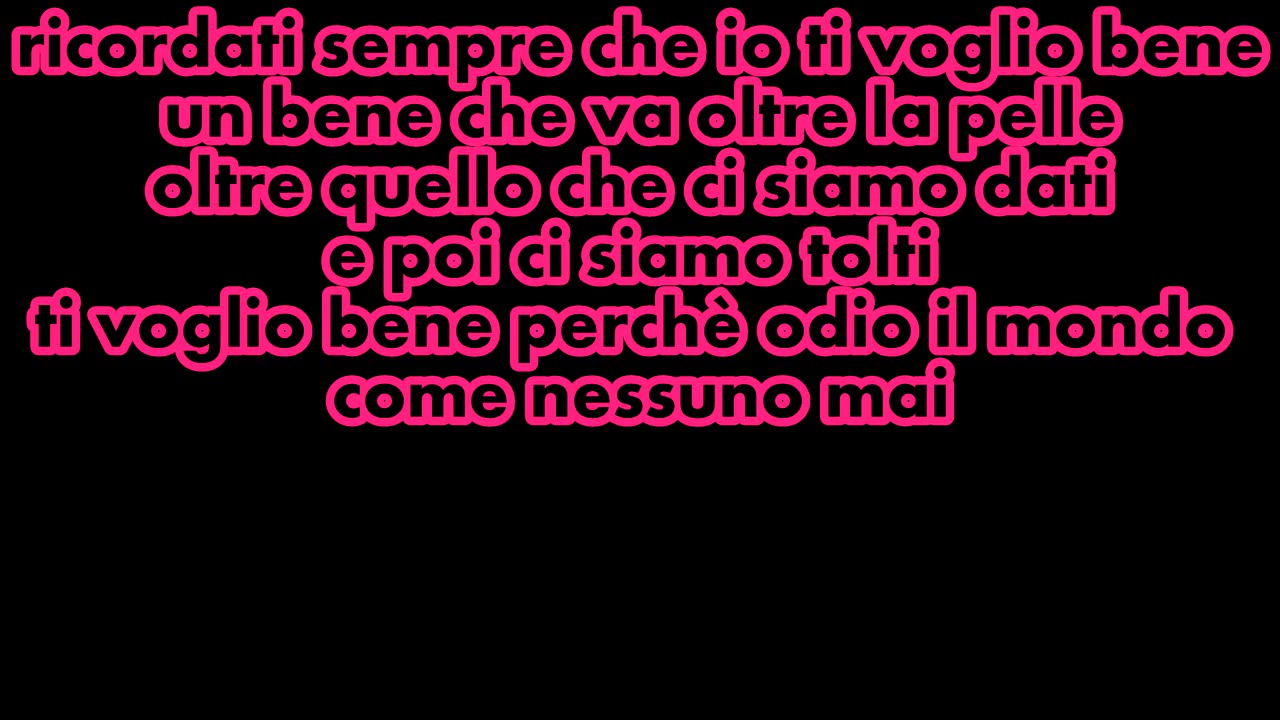 ricordati sempre che io ti voglio bene
un bene che va oltre la pelle
oltre quello che ci siamo dati
e poi ci siamo tolti
ti voglio bene perchè odio il mondo
come nessuno mai